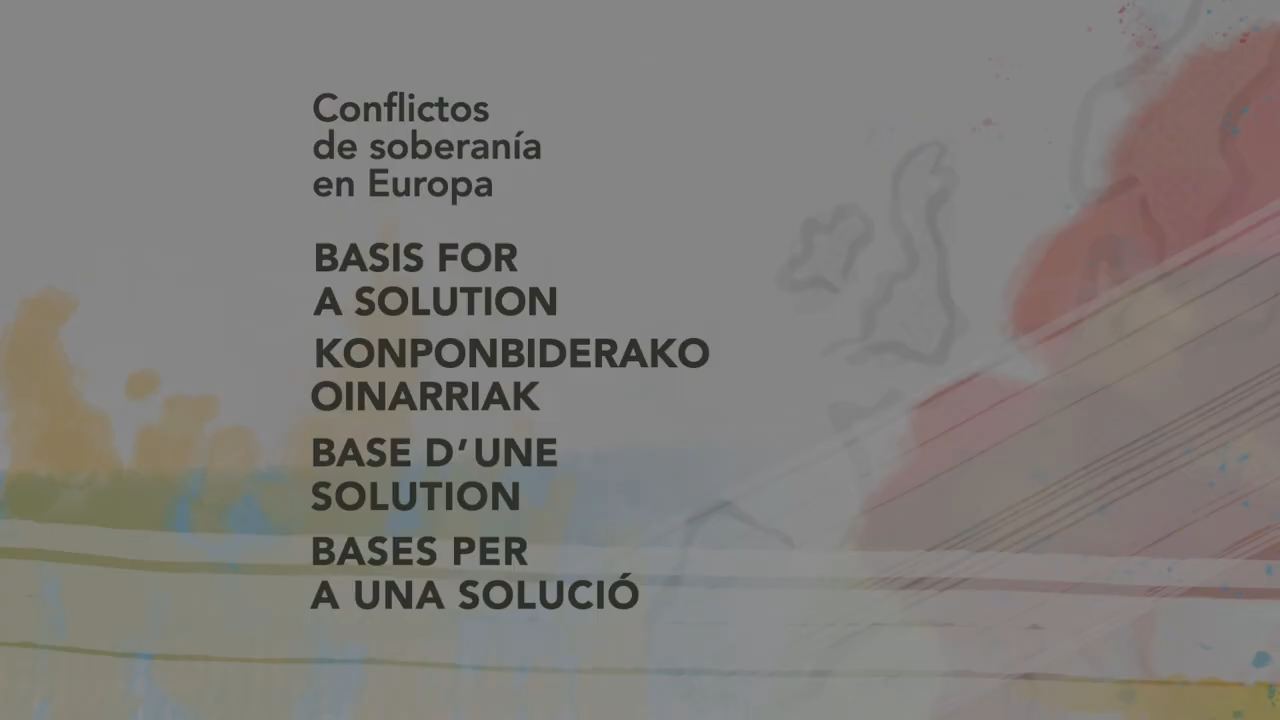 Conflictos
de soberanía
en Europa
BASIS FOR
A SOLUTION
KONPONBIDERAKO
OINARRIAK
BASE D’UNE
SOLUTION
BASES PER
A UNA SOLUCIÓ